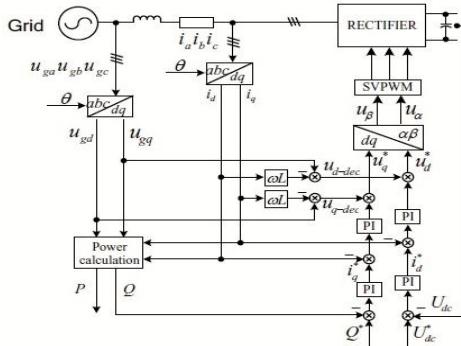 Grid
RECTIFIER
i_a i_b i_c
u_ga u_gb u_gc
θ
abc
dq
i_d
i_q
θ
abc
dq
SVPWM
u_β
u_α
u_gd
u_gq
dq
αβ
u_d-dec
u_q^*
u_d^*
ωL
ωL
u_q-dec
PI
PI
Power
calculation
i_q^*
i_d^*
PI
PI
P
Q
U_dc
Q^*
U_dc^*